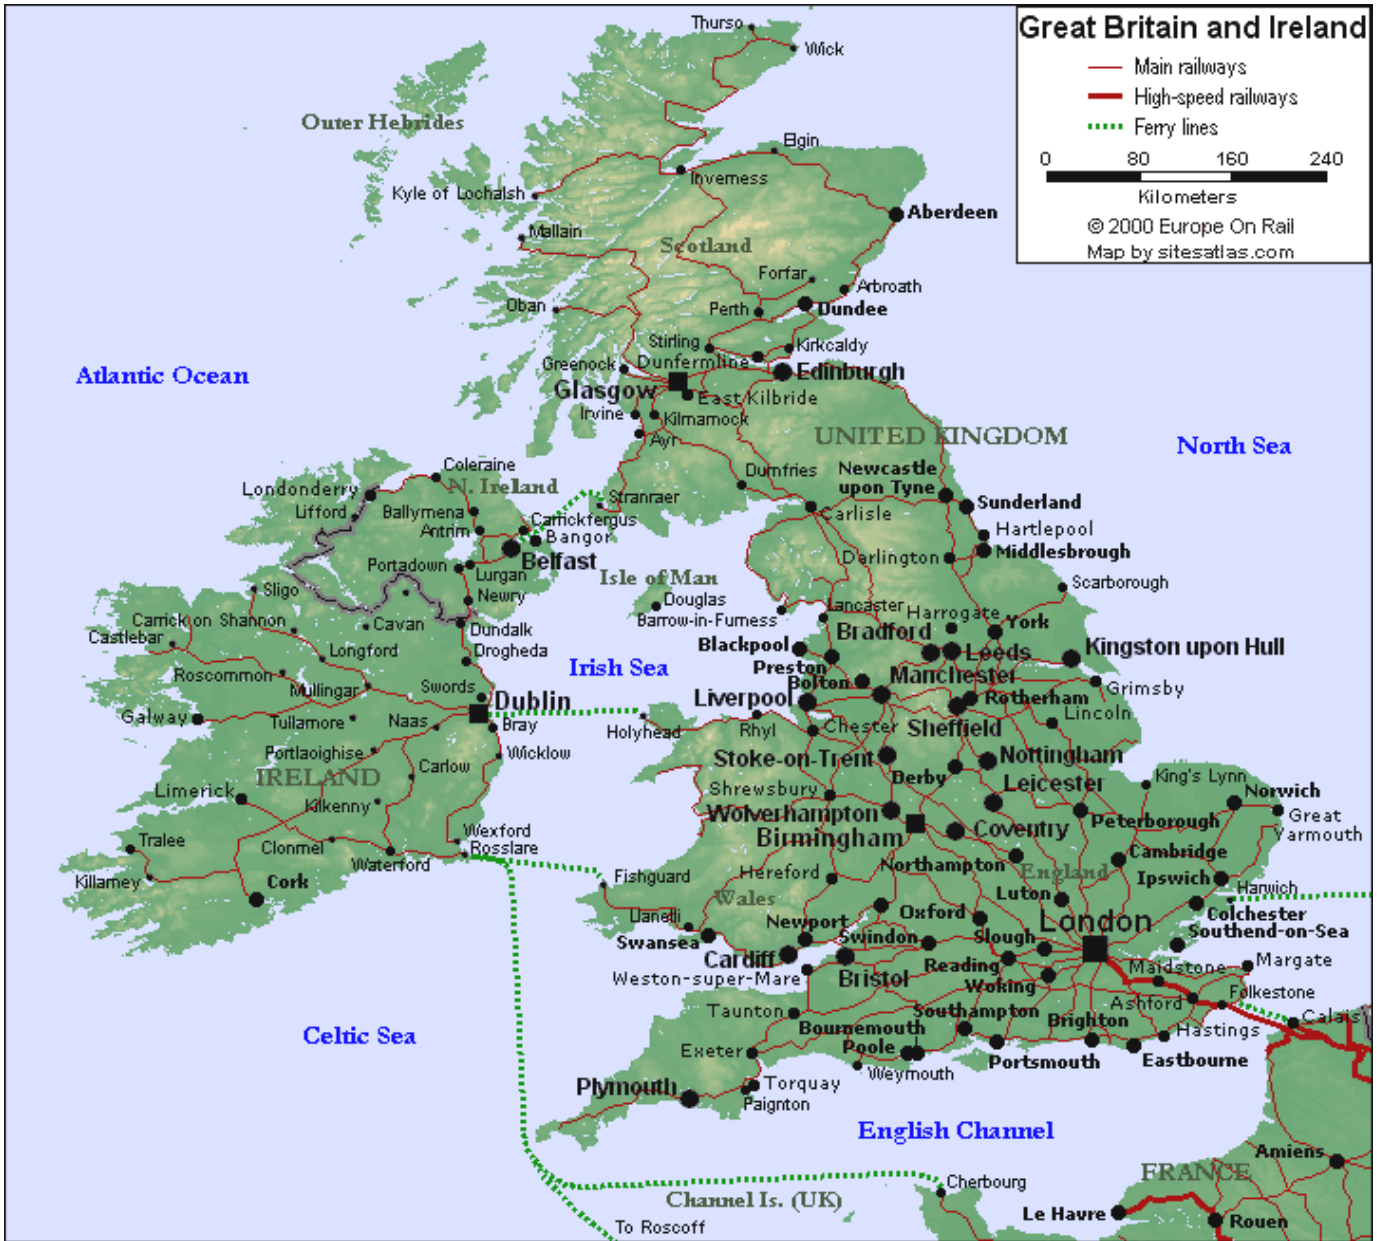 Great Britain and Ireland
Main railways
High-speed railways
Ferry lines
0 80 160 240
Kilometers
© 2000 Europe On Rail
Map by sitesatlas.com
Thurso
Wick
Outer Hebrides
Elgin
Inverness
Kyle of Lochalsh
Aberdeen
Mallain
Scotland
Forfar
Arbroath
Oban
Perth
Dundee
Stirling
Kirkcaldy
Dunfermline
Greenock
Edinburgh
Atlantic Ocean
Glasgow
East Kilbride
Irvine
Kilmarnock
Ayr
UNITED KINGDOM
North Sea
Coleraine
Dumfries
Newcastle
upon Tyne
N. Ireland
Londonderry
Stranraer
Sunderland
Lifford
Ballymena
Carrickfergus
Carlisle
Hartlepool
Antrim
Bangor
Middlesbrough
Belfast
Darlington
Portadown
Lurgan
Isle of Man
Scarborough
Sligo
Newry
Douglas
Lancaster
Harrogate
Carrick on Shannon
Cavan
Barrow-in-Furness
York
Dundalk
Bradford
Castlebar
Blackpool
Leeds
Kingston upon Hull
Longford
Drogheda
Irish Sea
Preston
Roscommon
Bolton
Manchester
Mullingar
Swords
Liverpool
Rotherham
Grimsby
Dublin
Galway
Tullamore
Naas
Bray
Holyhead
Rhyl
Chester
Sheffield
Lincoln
Portlaoighise
Wicklow
Stoke-on-Trent
Nottingham
IRELAND
Carlow
Derby
Leicester
King's Lynn
Limerick
Shrewsbury
Norwich
Kilkenny
Wolverhampton
Peterborough
Great
Yarmouth
Birmingham
Coventry
Tralee
Clonmel
Wexford
Rosslare
Waterford
Northampton
Cambridge
Killarney
Cork
Fishguard
Hereford
England
Ipswich
Harwich
Wales
Luton
Llanelli
Newport
Oxford
London
Colchester
Swansea
Swindon
Slough
Southend-on-Sea
Cardiff
Reading
Maidstone
Margate
Weston-super-Mare
Bristol
Woking
Ashford
Folkestone
Taunton
Southampton
Calais
Bournemouth
Brighton
Hastings
Celtic Sea
Exeter
Poole
Portsmouth
Eastbourne
Weymouth
Plymouth
Torquay
Paignton
English Channel
Amiens
FRANCE
Cherbourg
Channel Is. (UK)
Le Havre
Rouen
To Roscoff